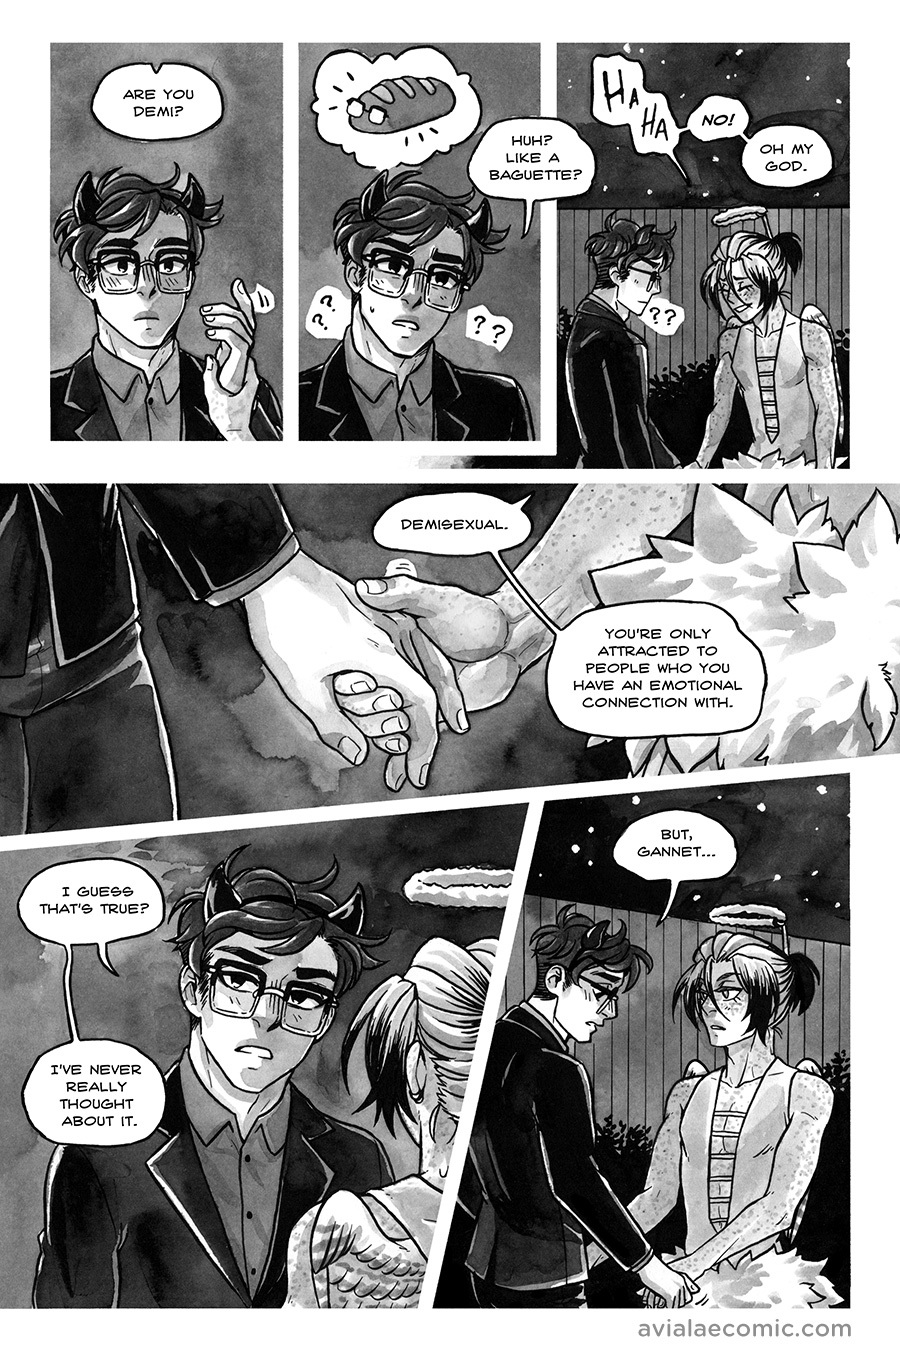 ARE YOU
DEMI?
HUH?
LIKE A
BAGUETTE?
??
?
??
HA
HA
NO!
OH MY
GOD.
??
DEMISEXUAL.
YOU'RE ONLY
ATTRACTED TO
PEOPLE WHO YOU
HAVE AN EMOTIONAL
CONNECTION WITH.
I GUESS
THAT'S TRUE?
I'VE NEVER
REALLY
THOUGHT
ABOUT IT.
BUT,
GANNET...
avialaecomic.com